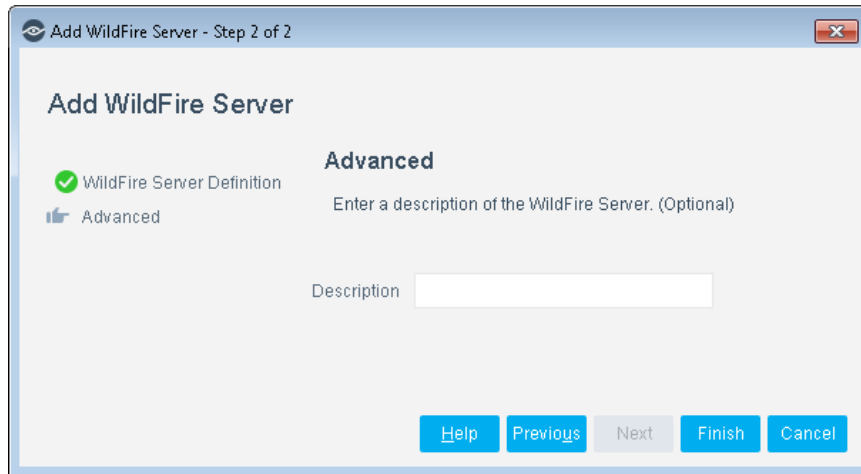 Add WildFire Server - Step 2 of 2
Add WildFire Server
WildFire Server Definition
Advanced
Advanced
Enter a description of the WildFire Server. (Optional)
Description
Help Previous Next Finish Cancel